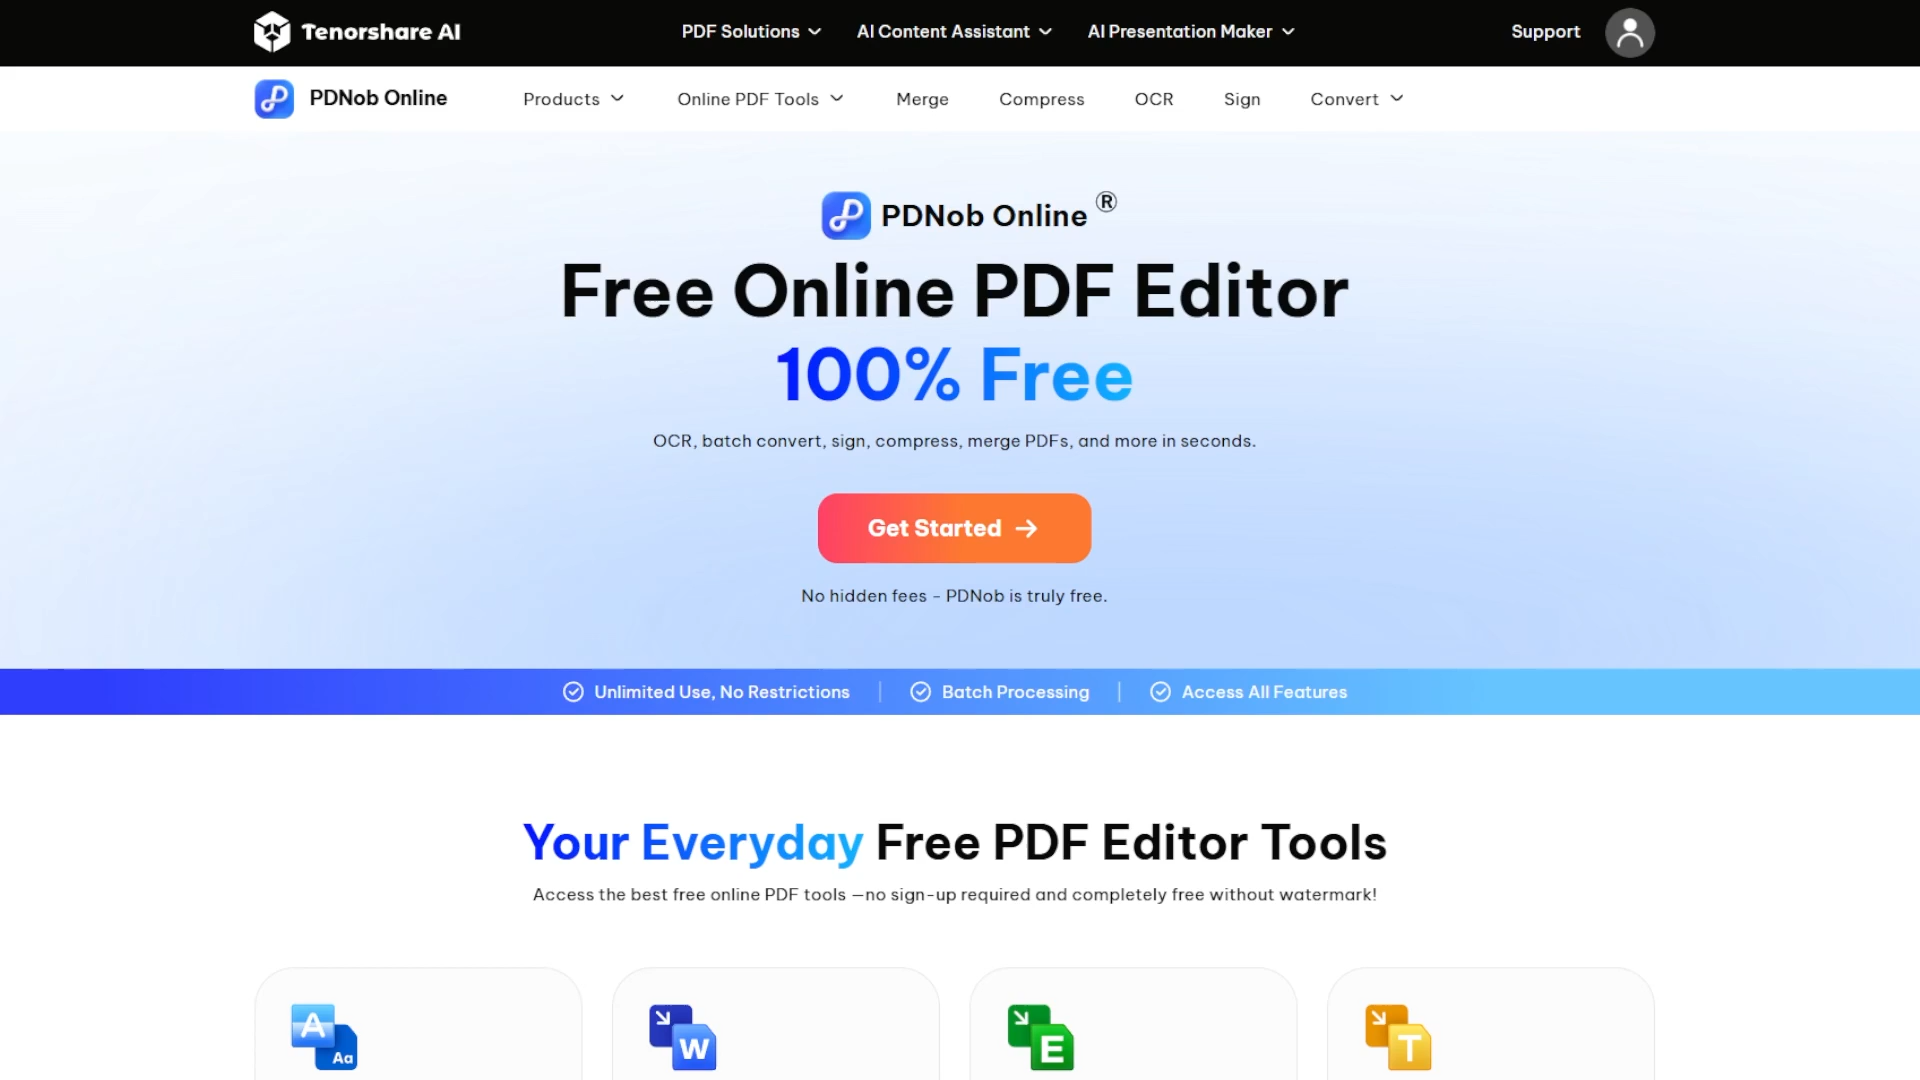 Tenorshare AI
PDF Solutions
AI Content Assistant
AI Presentation Maker
Support
PDNob Online
Products
Online PDF Tools
Merge
Compress
OCR
Sign
Convert
PDNob Online ®
Free Online PDF Editor
100% Free
OCR, batch convert, sign, compress, merge PDFs, and more in seconds.
Get Started →
No hidden fees - PDNob is truly free.
Unlimited Use, No Restrictions
Batch Processing
Access All Features
Your Everyday Free PDF Editor Tools
Access the best free online PDF tools —no sign-up required and completely free without watermark!
A
Aa
W
E
T